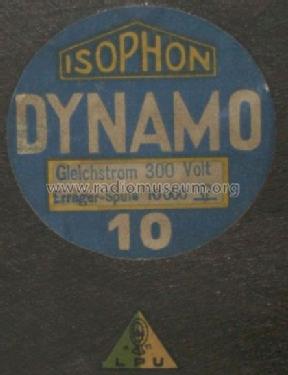 ISOPHON
DYNAMO
Gleichstrom 300 Volt
www.radiomuseum.org
Erreger-Spule 10000
10
LPU